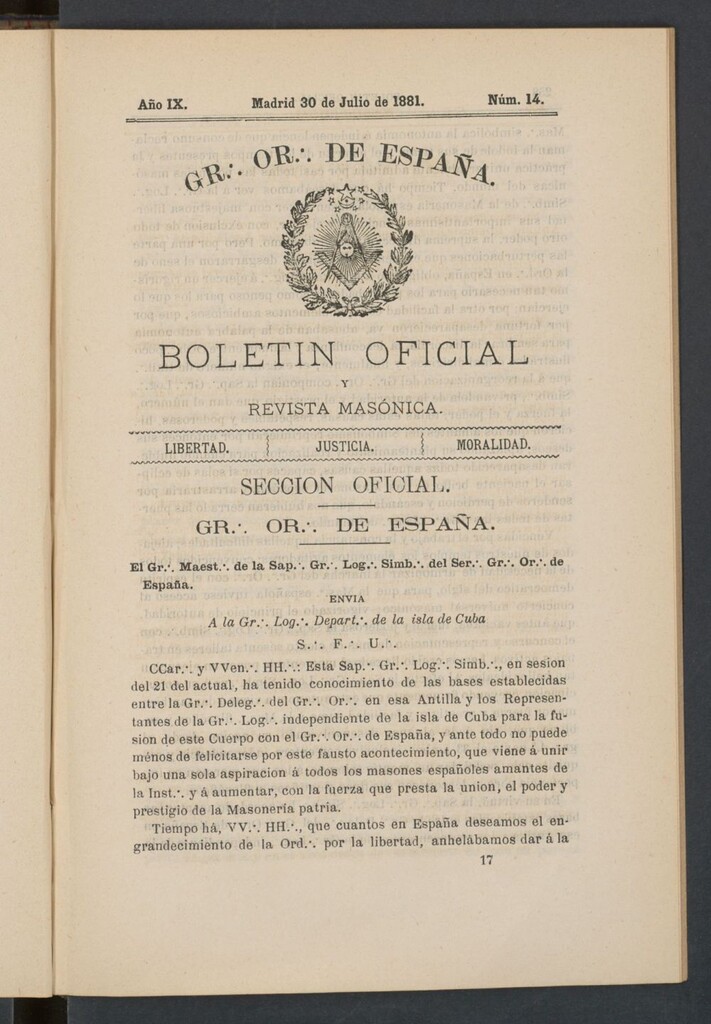 Año IX. Madrid 30 de Julio de 1881. Núm. 14.
GR.·. OR.·. DE ESPAÑA.
BOLETIN OFICIAL
Y
REVISTA MASÓNICA.
LIBERTAD. JUSTICIA. MORALIDAD.
SECCION OFICIAL.
GR.·. OR.·. DE ESPAÑA.
El Gr.·. Maest.·. de la Sap.·. Gr.·. Log.·. Simb.·. del Ser.·. Gr.·. Or.·. de
España.
ENVIA
A la Gr.·. Log.·. Depart.·. de la isla de Cuba
S.·. F.·. U.·.
CCar.·. y VVen.·. HH.·.: Esta Sap.·. Gr.·. Log.·. Simb.·., en sesion
del 21 del actual, ha tenido conocimiento de las bases establecidas
entre la Gr.·. Deleg.·. del Gr.·. Or.·. en esa Antilla y los Represen-
tantes de la Gr.·. Log.·. independiente de la isla de Cuba para la fu-
sion de este Cuerpo con el Gr.·. Or.·. de España, y ante todo no puede
ménos de felicitarse por este fausto acontecimiento, que viene á unir
bajo una sola aspiracion á todos los masones españoles amantes de
la Inst.·. y á aumentar, con la fuerza que presta la union, el poder y
prestigio de la Masonería patria.
Tiempo há, VV.·. HH.·., que cuantos en España deseamos el en-
grandecimiento de la Ord.·. por la libertad, anhelábamos dar á la
17